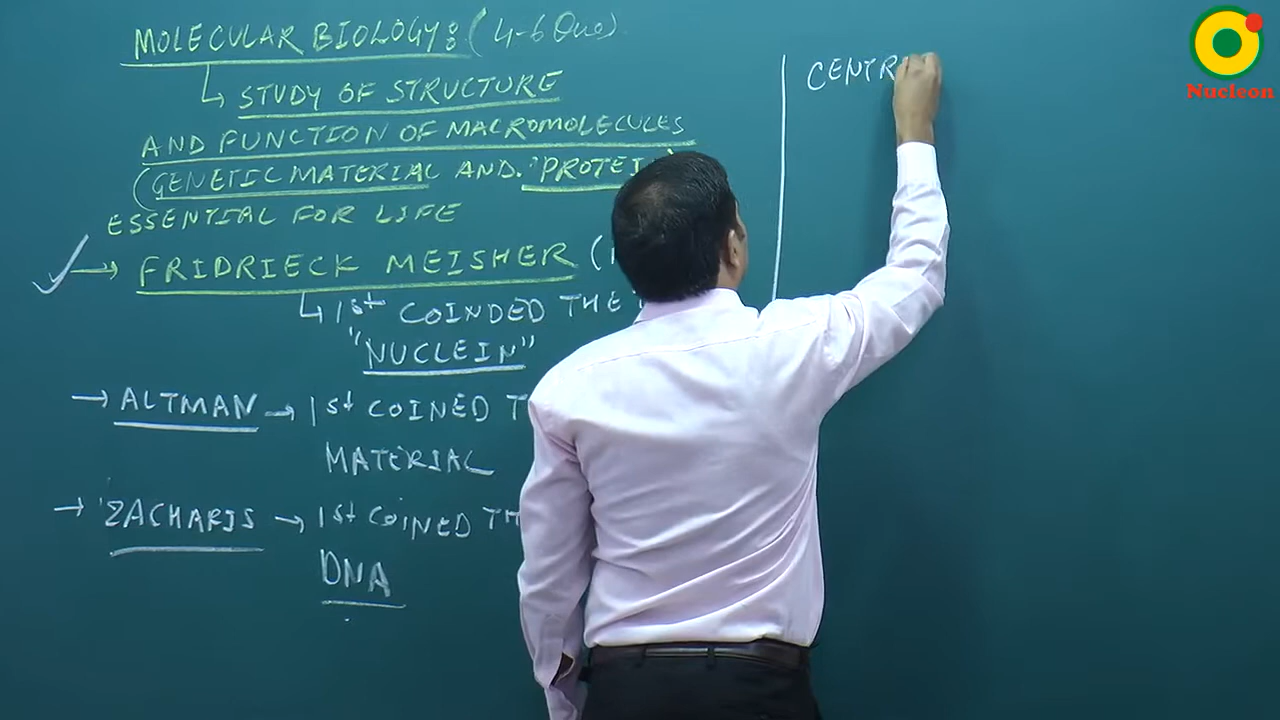 MOLECULAR BIOLOGY: (4-6 Que)
STUDY OF STRUCTURE
AND FUNCTION OF MACROMOLECULES
(GENETIC MATERIAL AND "PROTEI
ESSENTIAL FOR LIFE
FRIDRIECK MEISHER (
1st COINDED THE
"NUCLEIN"
ALTMAN → 1st COINED T
MATERIAL
ZACHARIS → 1st COINED TH
DNA
CENTR
Nucleon